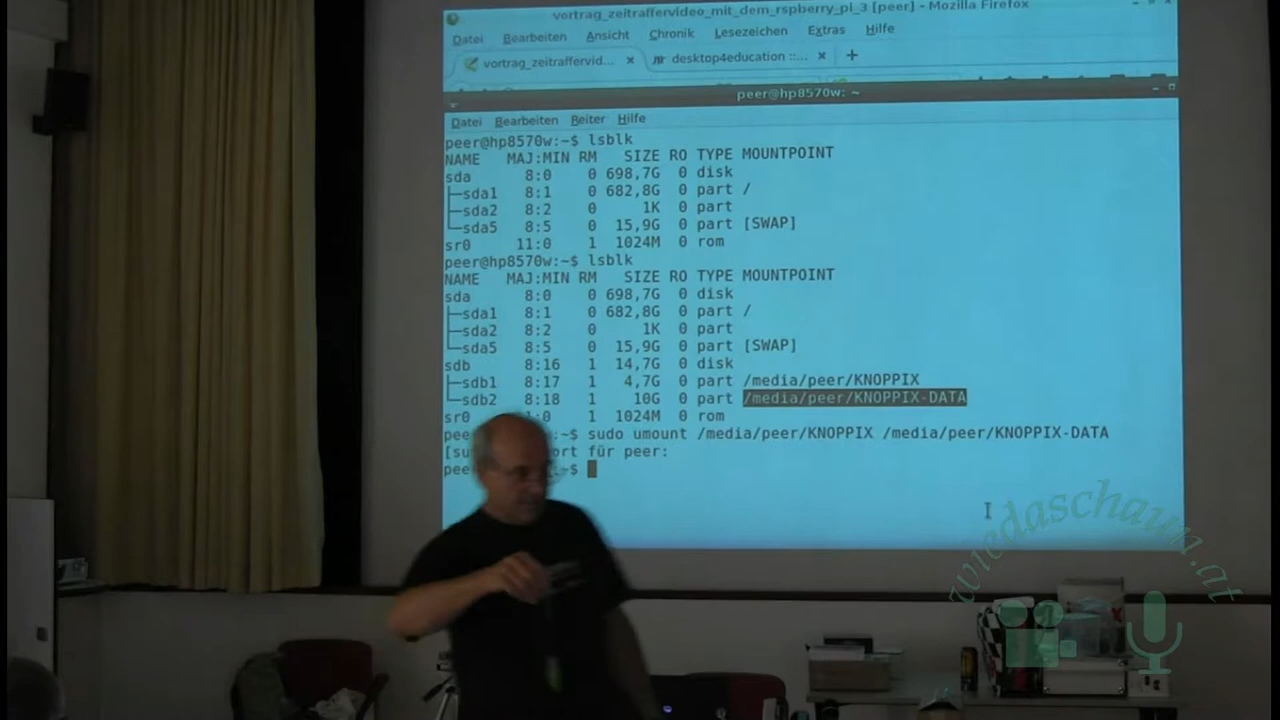 vortrag_zeitraffervideo_mit_dem_rspberry_pi_3 [peer] - Mozilla Firefox
Datei Bearbeiten Ansicht Chronik Lesezeichen Extras Hilfe
vortrag_zeitraffervid... × desktop4education ::... × +
peer@hp8570w: ~
Datei Bearbeiten Reiter Hilfe
peer@hp8570w:~$ lsblk
NAME MAJ:MIN RM SIZE RO TYPE MOUNTPOINT
sda 8:0 0 698,7G 0 disk
├─sda1 8:1 0 682,8G 0 part /
├─sda2 8:2 0 1K 0 part
└─sda5 8:5 0 15,9G 0 part [SWAP]
sr0 11:0 1 1024M 0 rom
peer@hp8570w:~$ lsblk
NAME MAJ:MIN RM SIZE RO TYPE MOUNTPOINT
sda 8:0 0 698,7G 0 disk
├─sda1 8:1 0 682,8G 0 part /
├─sda2 8:2 0 1K 0 part
└─sda5 8:5 0 15,9G 0 part [SWAP]
sdb 8:16 1 14,7G 0 disk
├─sdb1 8:17 1 4,7G 0 part /media/peer/KNOPPIX
└─sdb2 8:18 1 10G 0 part /media/peer/KNOPPIX-DATA
sr0 1:0 1 1024M 0 rom
pee :~$ sudo umount /media/peer/KNOPPIX /media/peer/KNOPPIX-DATA
[su ort für peer:
pee :~$
wiedaschaun.at